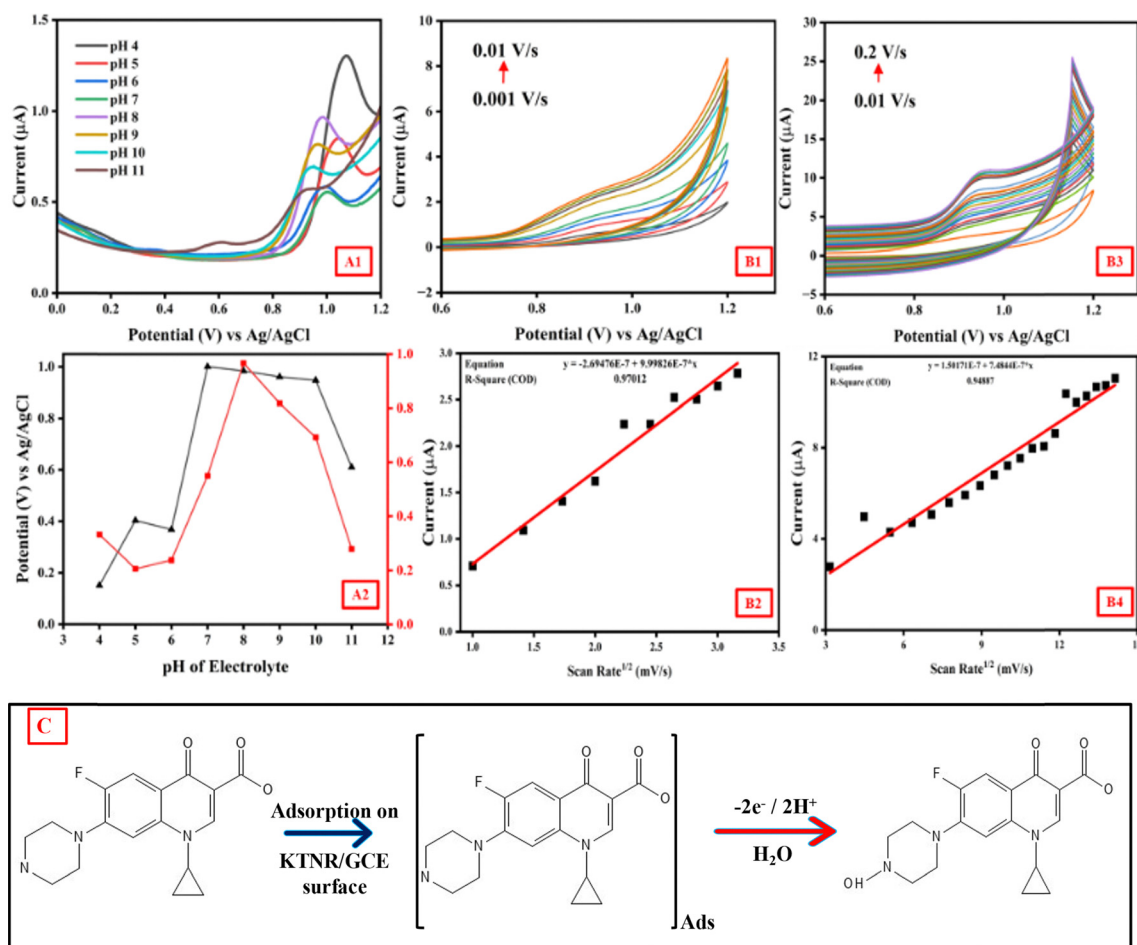 1.5
1.0
0.5
0.0
Current (μA)
pH 4
pH 5
pH 6
pH 7
pH 8
pH 9
pH 10
pH 11
A1
0.0 0.2 0.4 0.6 0.8 1.0 1.2
Potential (V) vs Ag/AgCl
10
8
6
4
2
0
−2
Current (μA)
0.01 V/s
0.001 V/s
B1
0.6 0.8 1.0 1.2
Potential (V) vs Ag/AgCl
35
30
25
20
15
10
5
0
−5
Current (μA)
0.2 V/s
0.01 V/s
B3
0.6 0.8 1.0 1.2
Potential (V) vs Ag/AgCl
1.0
0.8
0.6
0.4
0.2
0.0
Potential (V) vs Ag/AgCl
1.0
0.8
0.6
0.4
0.2
0.0
A2
3 4 5 6 7 8 9 10 11 12
pH of Electrolyte
3.0
2.5
2.0
1.5
1.0
0.5
0.0
Current (μA)
Equation y = -2.69476E-7 + 9.99826E-7*x
R-Square (COD) 0.97012
B2
1.0 1.5 2.0 2.5 3.0 3.5
Scan Rate1/2 (mV/s)
12
8
4
0
Current (μA)
Equation y = 1.50171E-7 + 7.4844E-7*x
R-Square (COD) 0.94887
B4
3 6 9 12 15
Scan Rate1/2 (mV/s)
C
O O
F
O
N N
N
Adsorption on
KTNR/GCE
surface
O O
F
O
N N
N
Ads
-2e- / 2H+
H2O
O O
F
O
N N
N
OH